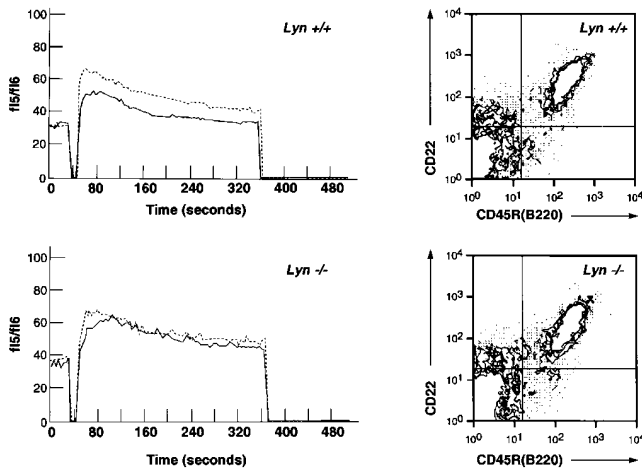 Lyn +/+
100
80
60
40
20
0
fl5/fl6
0 80 160 240 320 400 480
Time (seconds)
Lyn +/+
10⁴
10³
10²
10¹
10⁰
CD22
10⁰ 10¹ 10² 10³ 10⁴
CD45R(B220)
Lyn -/-
100
80
60
40
20
0
fl5/fl6
0 80 160 240 320 400 480
Time (seconds)
Lyn -/-
10⁴
10³
10²
10¹
10⁰
CD22
10⁰ 10¹ 10² 10³ 10⁴
CD45R(B220)